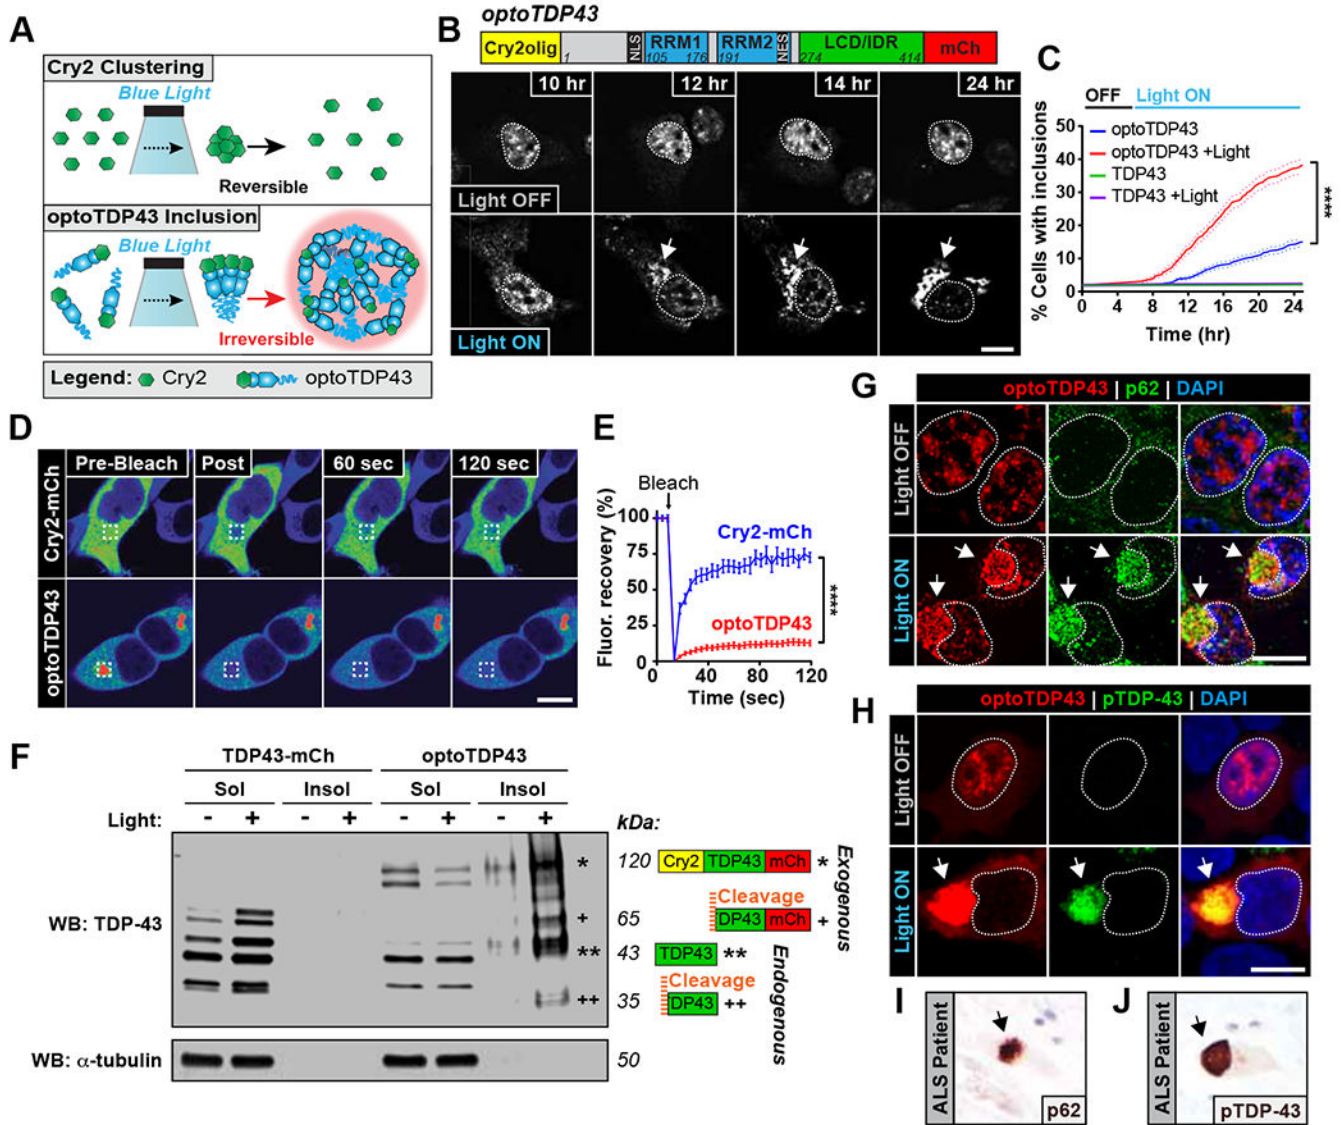 A
Cry2 Clustering
Blue Light
Reversible
optoTDP43 Inclusion
Blue Light
Irreversible
Legend: Cry2 optoTDP43
B
optoTDP43
Cry2olig 1 NLS RRM1 105 176 RRM2 191 NES LCD/IDR 274 414 mCh
10 hr 12 hr 14 hr 24 hr
Light OFF
Light ON
C
OFF Light ON
% Cells with inclusions
50
40
30
20
10
0
optoTDP43
optoTDP43 +Light
TDP43
TDP43 +Light
****
0 4 8 12 16 20 24
Time (hr)
D
Pre-Bleach Post 60 sec 120 sec
Cry2-mCh
optoTDP43
E
Bleach
Fluor. recovery (%)
100
75
50
25
0
Cry2-mCh
optoTDP43
****
0 40 80 120
Time (sec)
F
TDP43-mCh optoTDP43
Sol Insol Sol Insol
Light: - + - + - + - +
kDa:
WB: TDP-43
* 120 Cry2 TDP43 mCh *
Cleavage
+ 65 DP43 mCh +
Exogenous
** 43 TDP43 **
Cleavage
++ 35 DP43 ++
Endogenous
WB: α-tubulin 50
G
optoTDP43 | p62 | DAPI
Light OFF
Light ON
H
optoTDP43 | pTDP-43 | DAPI
Light OFF
Light ON
I
ALS Patient
p62
J
ALS Patient
pTDP-43